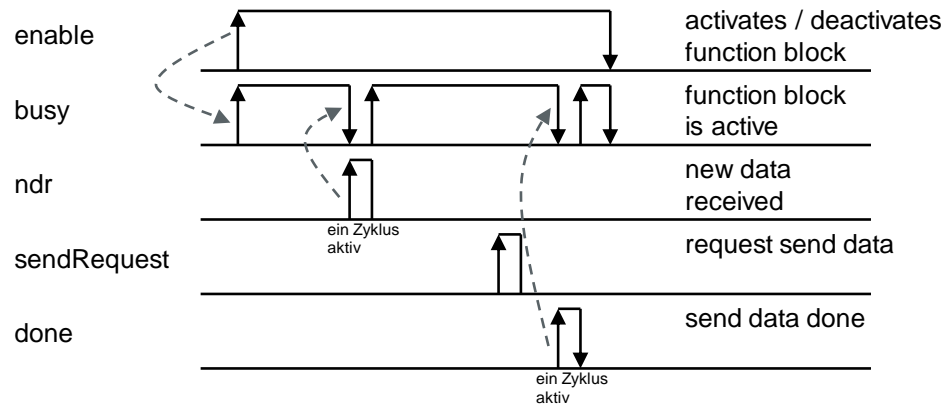 enable
activates / deactivates
function block
busy
function block
is active
ndr
new data
received
ein Zyklus
aktiv
sendRequest
request send data
done
send data done
ein Zyklus
aktiv